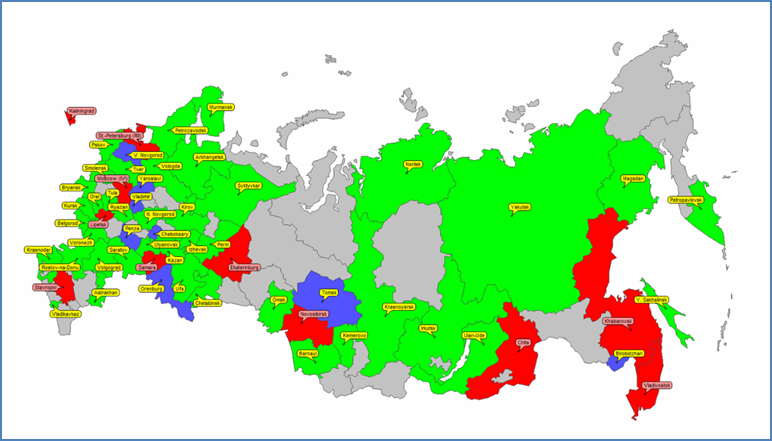 Kaliningrad
Murmansk
St.-Petersburg (RI)
Petrozavodsk
Pskov
V. Novgorod
Arkhangelsk
Vologda
Smolensk
Tver
Yaroslavl
Moscow (M)
Syktyvkar
Norilsk
Magadan
Bryansk
Orel
Tula
Vladimir
Petropavlovsk
Kursk
Ryazan
Kirov
Yakutsk
N. Novgorod
Belgorod
Lipetsk
Penza
Cheboksary
Voronezh
Ulyanovsk
Izhevsk
Perm
Krasnodar
Saratov
Kazan
Rostov-na-Donu
Volgograd
Samara
Ekaterinburg
Stavropol
Astrakhan
Orenburg
Ufa
Chelabinsk
Vladikavkaz
Omsk
Tomsk
Novosibirsk
Krasnoyarsk
Kemerovo
Barnaul
Irkutsk
Ulan-Ude
Chita
Y. Sakhalinsk
Khabarovsk
Birobidzhan
Vladivostok